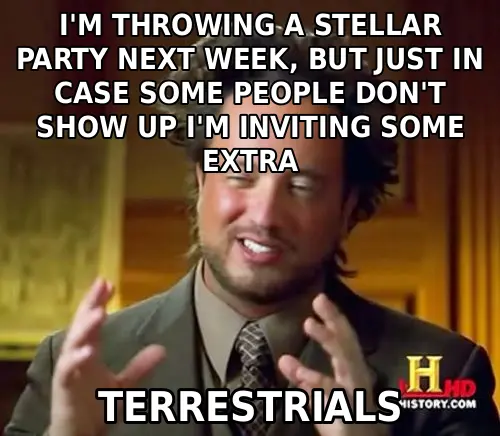 I'M THROWING A STELLAR
PARTY NEXT WEEK, BUT JUST IN
CASE SOME PEOPLE DON'T
SHOW UP I'M INVITING SOME
EXTRA
H HD
HISTORY.COM
TERRESTRIALS